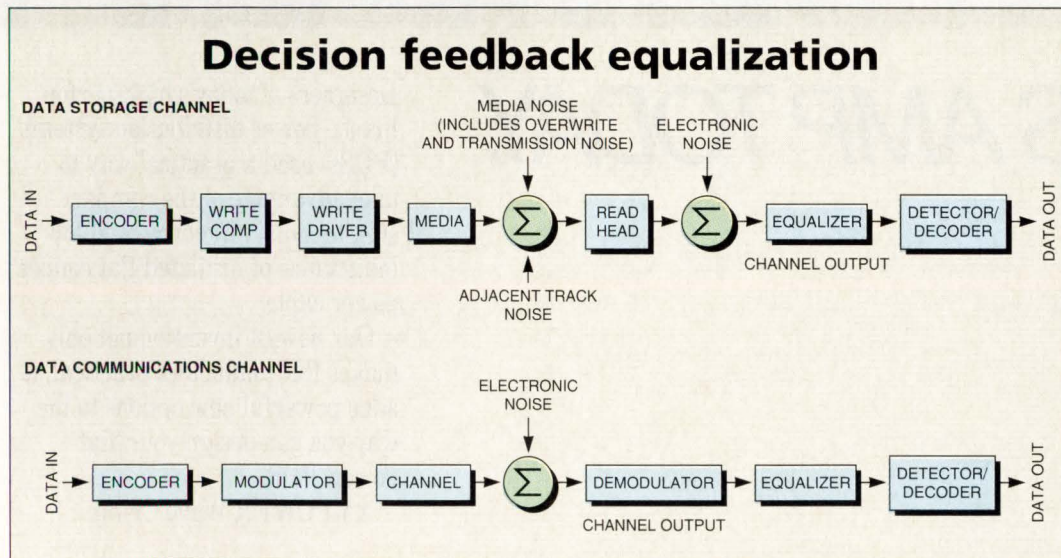 Decision feedback equalization
DATA STORAGE CHANNEL
MEDIA NOISE
(INCLUDES OVERWRITE
AND TRANSMISSION NOISE)
ELECTRONIC
NOISE
DATA IN
ENCODER
WRITE
COMP
WRITE
DRIVER
MEDIA
Σ
READ
HEAD
Σ
EQUALIZER
DETECTOR/
DECODER
DATA OUT
CHANNEL OUTPUT
ADJACENT TRACK
NOISE
DATA COMMUNICATIONS CHANNEL
ELECTRONIC
NOISE
DATA IN
ENCODER
MODULATOR
CHANNEL
Σ
DEMODULATOR
EQUALIZER
DETECTOR/
DECODER
DATA OUT
CHANNEL OUTPUT